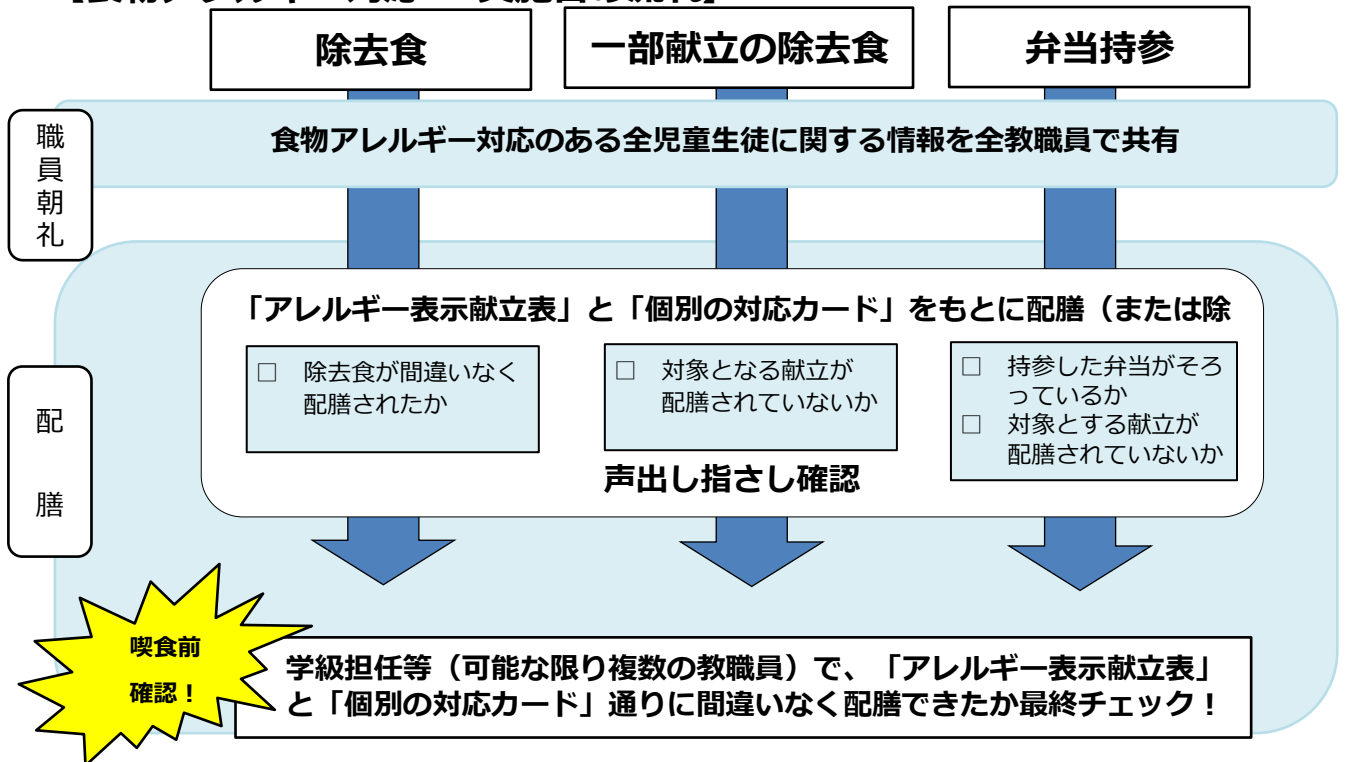 除去食
一部献立の除去食
弁当持参
職員朝礼
食物アレルギー対応のある全児童生徒に関する情報を全教職員で共有
配膳
「アレルギー表示献立表」と「個別の対応カード」をもとに配膳（または除
□ 除去食が間違いなく
配膳されたか
□ 対象となる献立が
配膳されていないか
□ 持参した弁当がそろ
っているか
□ 対象とする献立が
配膳されていないか
声出し指さし確認
喫食前
確認！
学級担任等（可能な限り複数の教職員）で、「アレルギー表示献立表」
と「個別の対応カード」通りに間違いなく配膳できたか最終チェック！